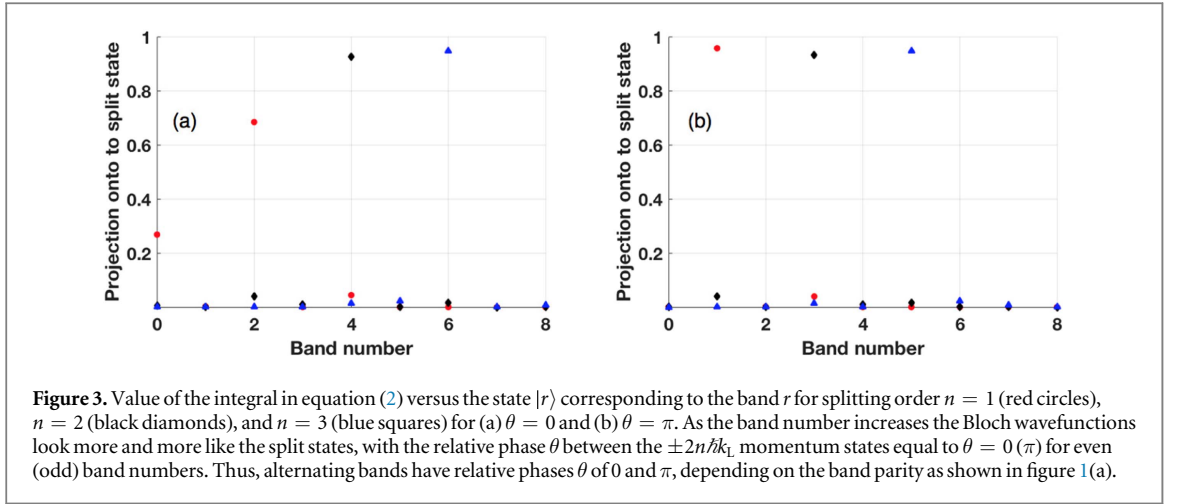 1
0.8
0.6
0.4
0.2
0 2 4 6 8
Projection onto to split state
Band number
(a)
1
0.8
0.6
0.4
0.2
0 2 4 6 8
Projection onto to split state
Band number
(b)
Figure 3. Value of the integral in equation (2) versus the state |r⟩ corresponding to the band r for splitting order n = 1 (red circles),
n = 2 (black diamonds), and n = 3 (blue squares) for (a) θ = 0 and (b) θ = π. As the band number increases the Bloch wavefunctions
look more and more like the split states, with the relative phase θ between the ±2nħk_L momentum states equal to θ = 0 (π) for even
(odd) band numbers. Thus, alternating bands have relative phases θ of 0 and π, depending on the band parity as shown in figure 1(a).